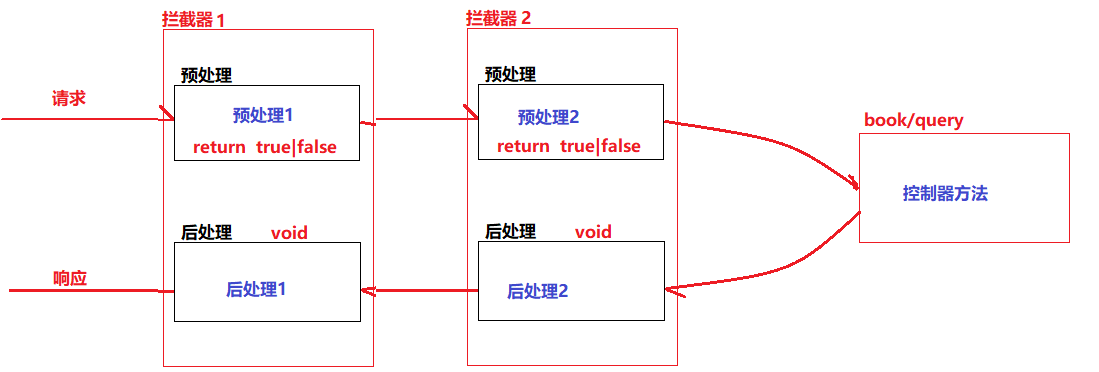 拦截器1
拦截器2
预处理
预处理
请求
预处理1
预处理2
book/query
return true|false
return true|false
控制器方法
后处理 void
后处理 void
响应
后处理1
后处理2